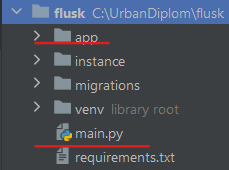 flusk C:\UrbanDiplom\flusk
app
instance
migrations
venv library root
main.py
requirements.txt